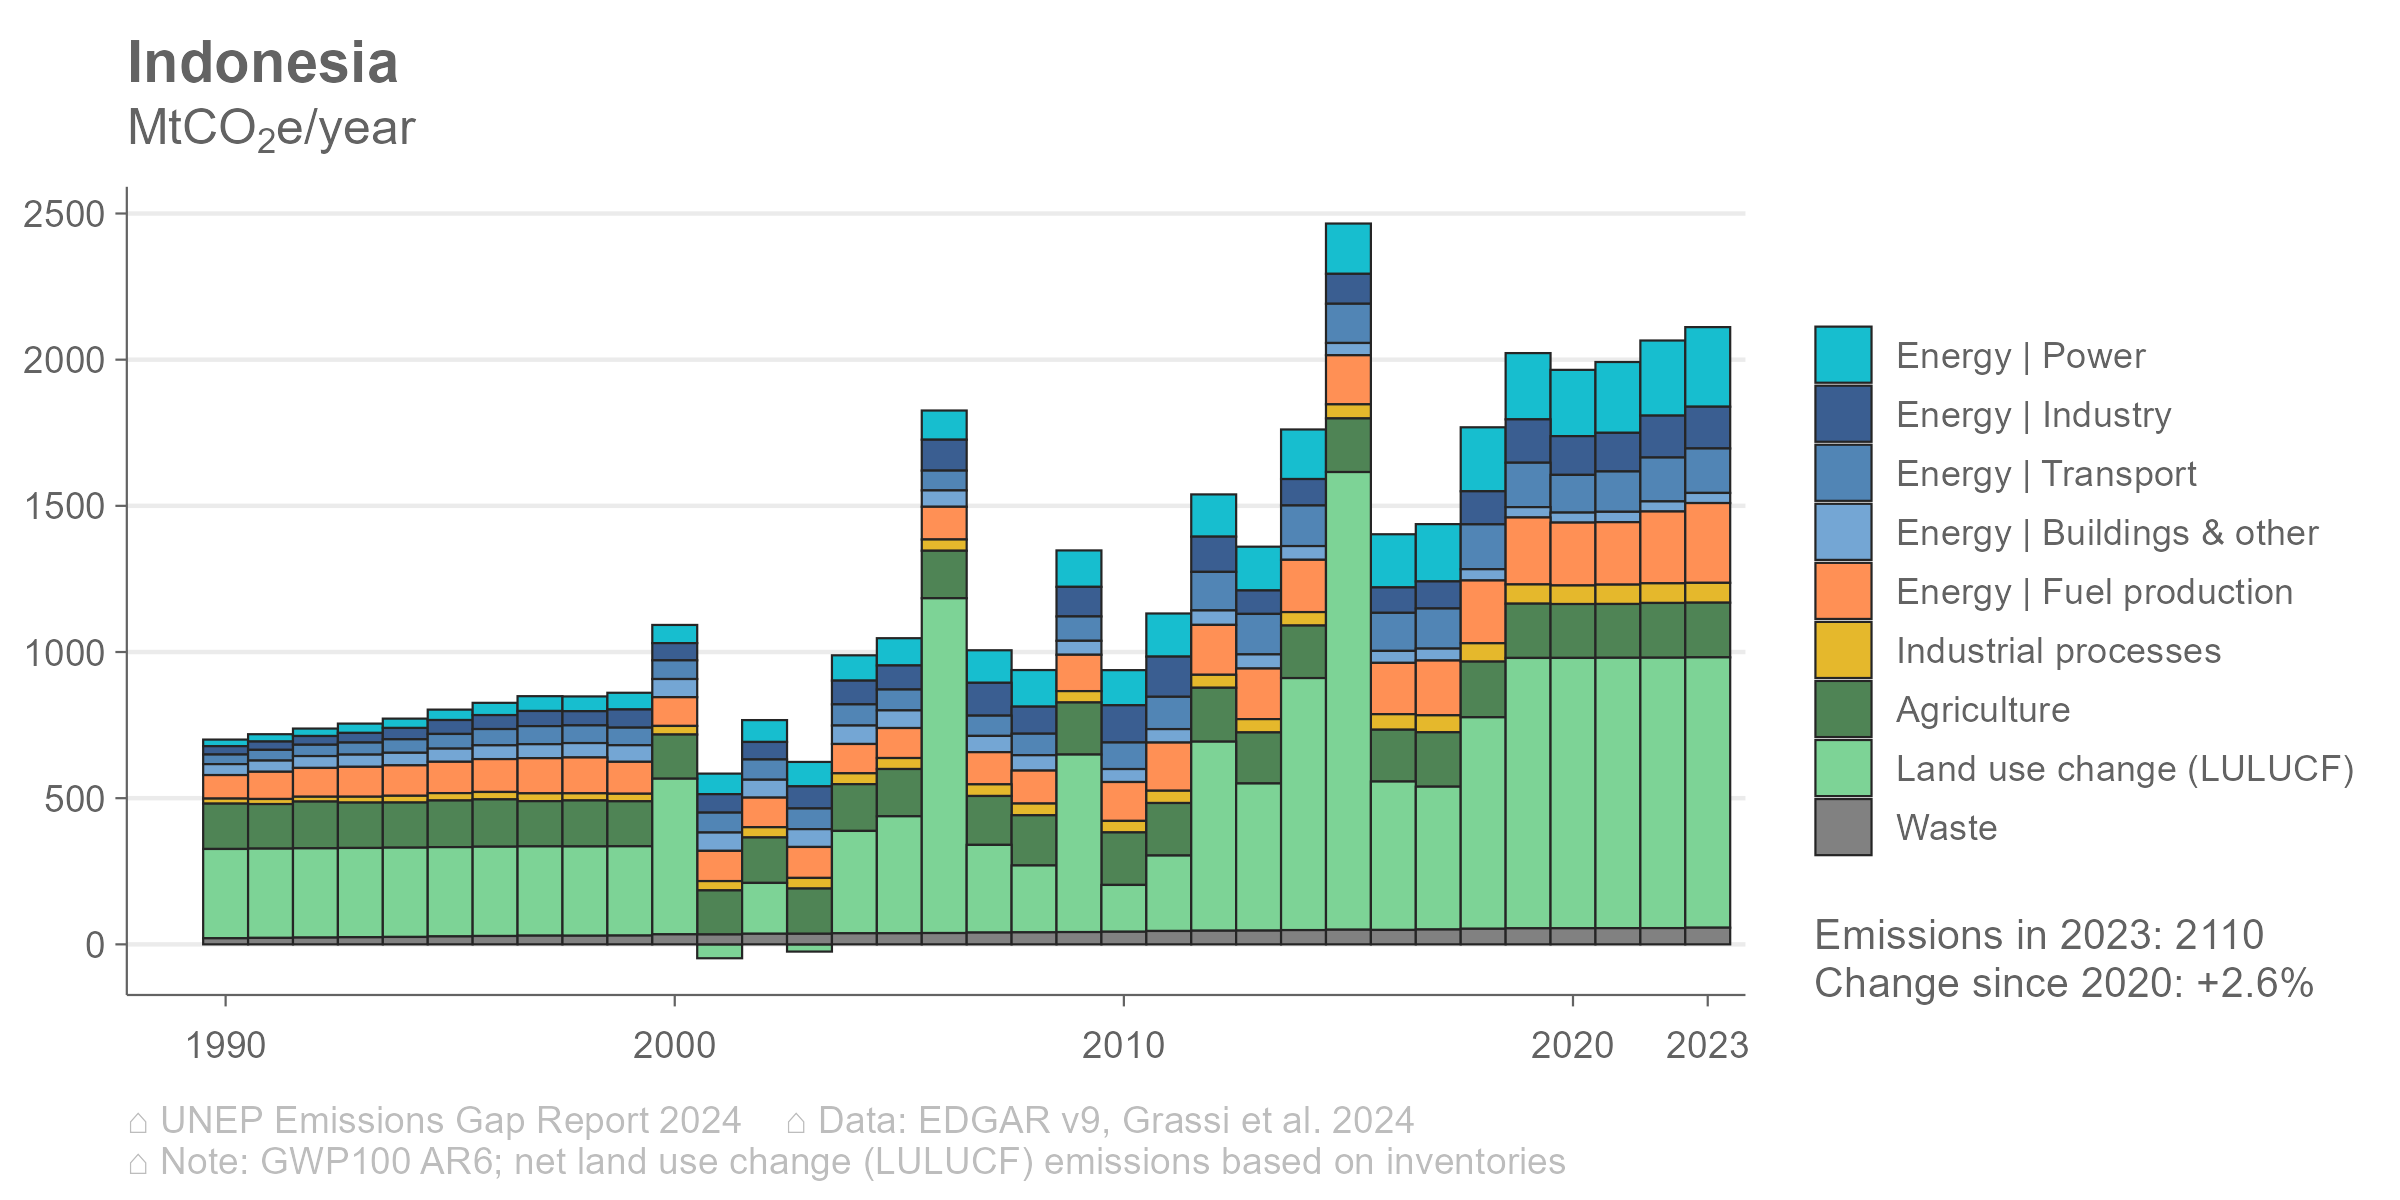 Indonesia
MtCO₂e/year
2500
2000
1500
1000
500
0
1990 2000 2010 2020 2023
Energy | Power
Energy | Industry
Energy | Transport
Energy | Buildings & other
Energy | Fuel production
Industrial processes
Agriculture
Land use change (LULUCF)
Waste
Emissions in 2023: 2110
Change since 2020: +2.6%
⌂ UNEP Emissions Gap Report 2024 ⌂ Data: EDGAR v9, Grassi et al. 2024
⌂ Note: GWP100 AR6; net land use change (LULUCF) emissions based on inventories